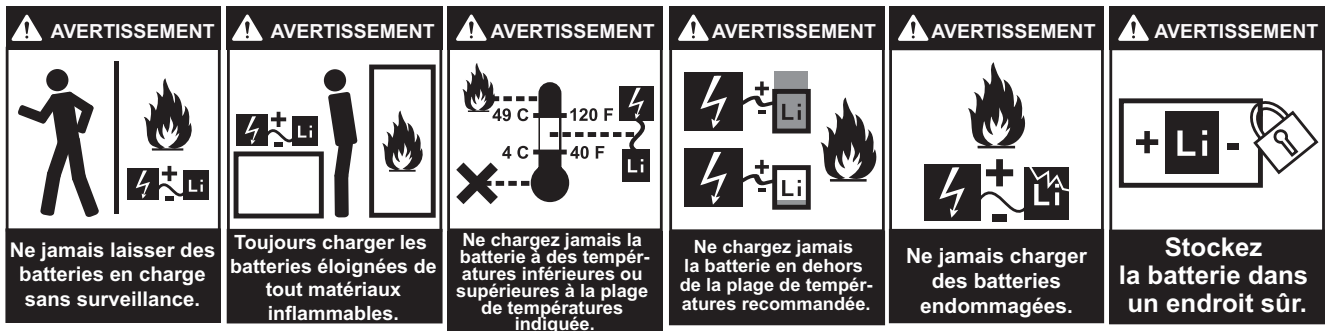 AVERTISSEMENT
+
-
Li
Ne jamais laisser des
batteries en charge
sans surveillance.
AVERTISSEMENT
+
-
Li
Toujours charger les
batteries éloignées de
tout matériaux
inflammables.
AVERTISSEMENT
49 C
120 F
4 C
40 F
Li
Ne chargez jamais la
batterie à des tempér-
atures inférieures ou
supérieures à la plage
de températures
indiquée.
AVERTISSEMENT
+
-
Li
+
-
Li
Ne chargez jamais
la batterie en dehors
de la plage de tempér-
atures recommandée.
AVERTISSEMENT
+
-
Li
Ne jamais charger
des batteries
endommagées.
AVERTISSEMENT
+ Li -
Stockez
la batterie dans
un endroit sûr.